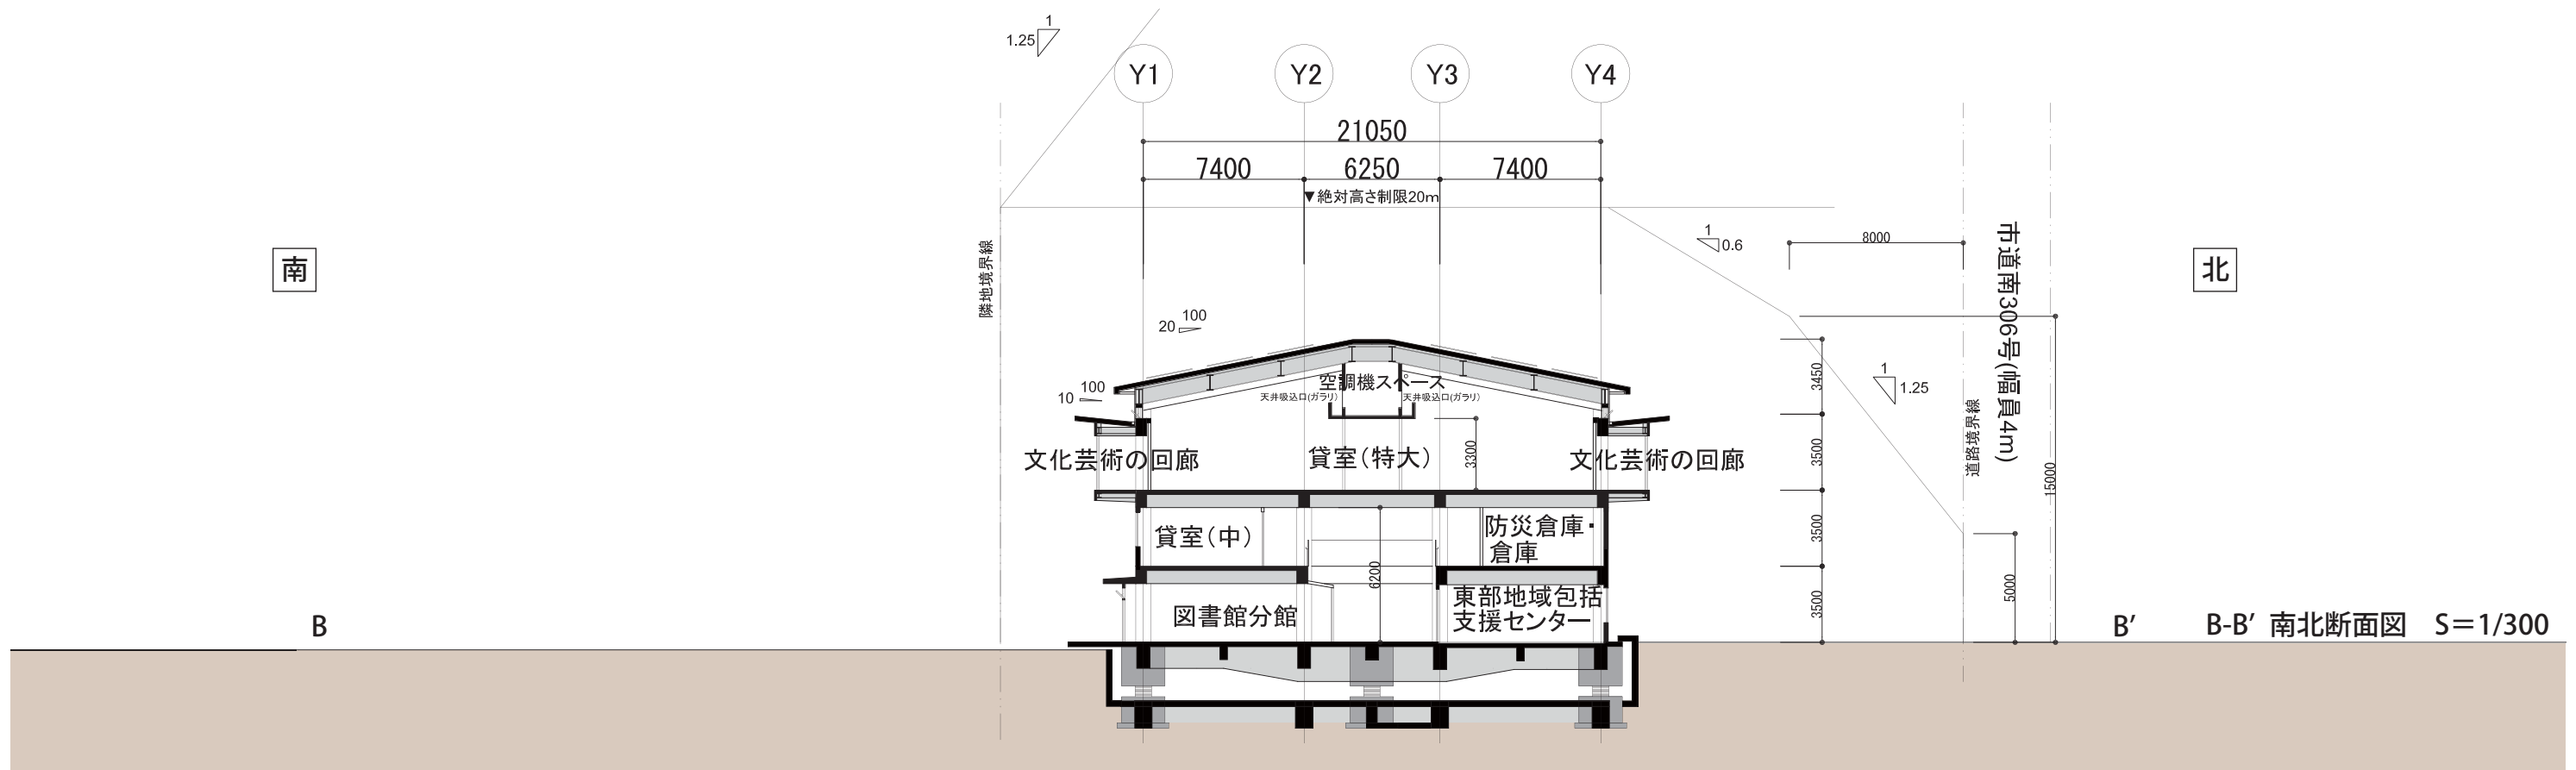 1
1.25
Y1
Y2
Y3
Y4
21050
7400
6250
7400
▼絶対高さ制限20m
隣地境界線
南
1
0.6
8000
市道南306号(幅員4m)
北
100
20
100
10
空調機スペース
天井吸込口(ガラリ)
天井吸込口(ガラリ)
文化芸術の回廊
貸室(特大)
3300
文化芸術の回廊
3450
3500
3500
3500
1
1.25
道路境界線
15000
5000
貸室(中)
防災倉庫・
倉庫
6200
図書館分館
東部地域包括
支援センター
B
B′
B-B′ 南北断面図 S＝1/300